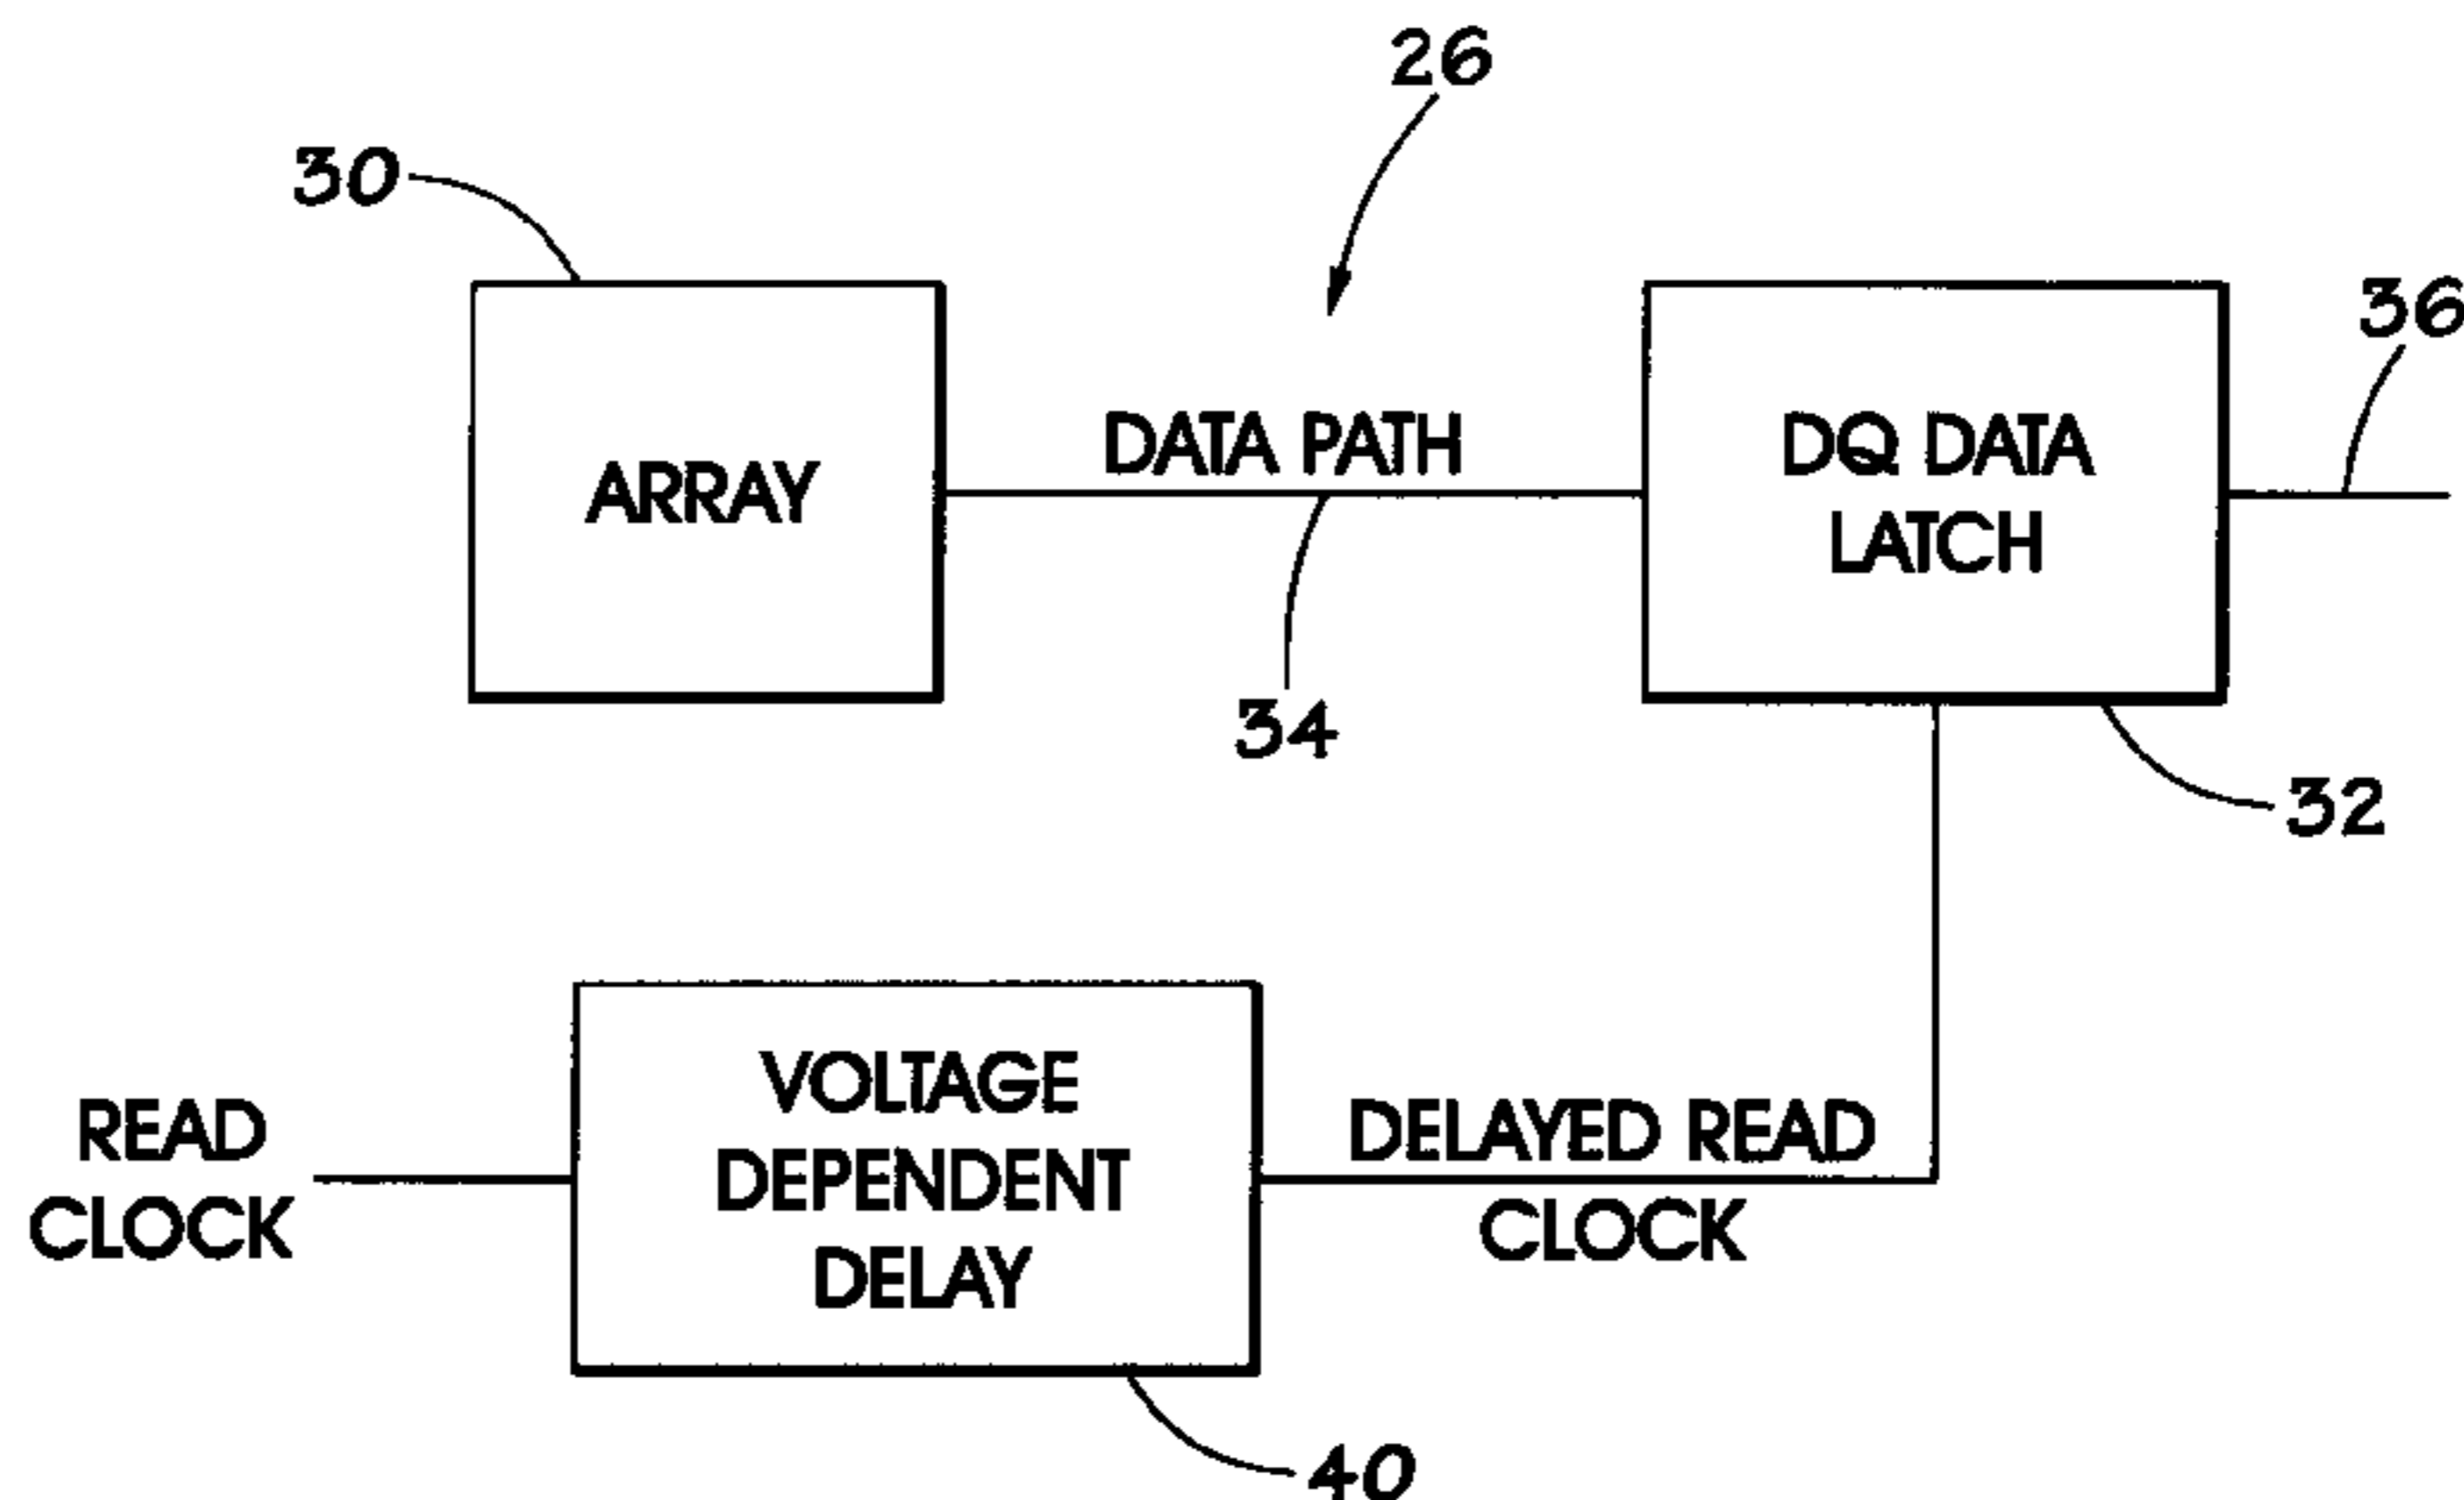 26
30
36
ARRAY
DATA PATH
DQ DATA
LATCH
34
32
READ
CLOCK
VOLTAGE
DEPENDENT
DELAY
DELAYED READ
CLOCK
40